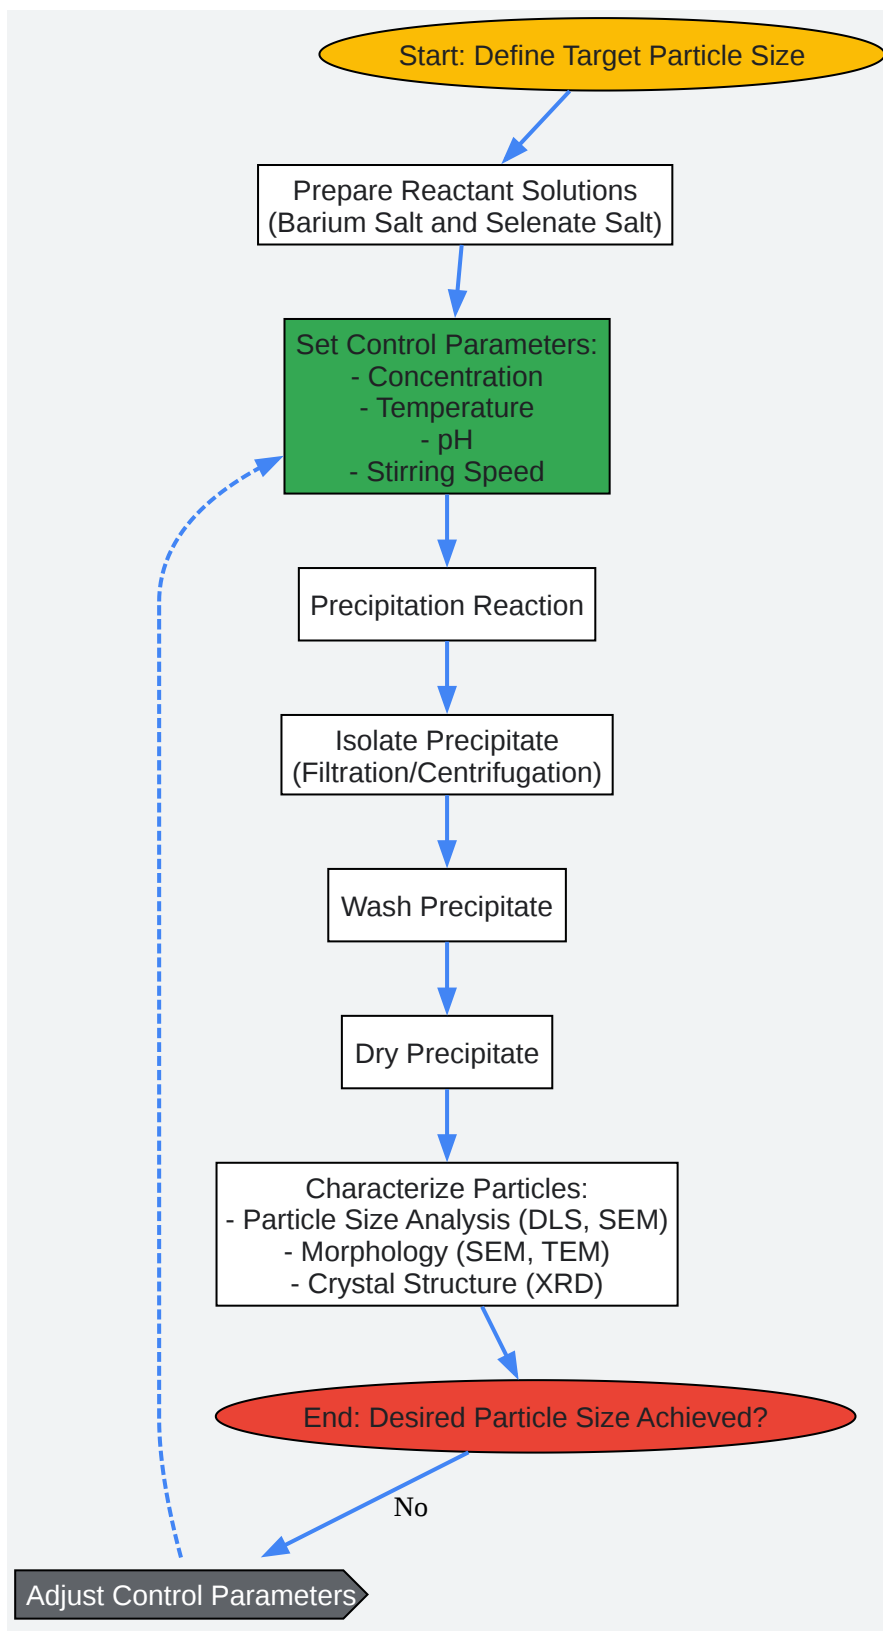 Start: Define Target Particle Size
Prepare Reactant Solutions
(Barium Salt and Selenate Salt)
Set Control Parameters:
- Concentration
- Temperature
- pH
- Stirring Speed
Precipitation Reaction
Isolate Precipitate
(Filtration/Centrifugation)
Wash Precipitate
Dry Precipitate
Characterize Particles:
- Particle Size Analysis (DLS, SEM)
- Morphology (SEM, TEM)
- Crystal Structure (XRD)
End: Desired Particle Size Achieved?
No
Adjust Control Parameters